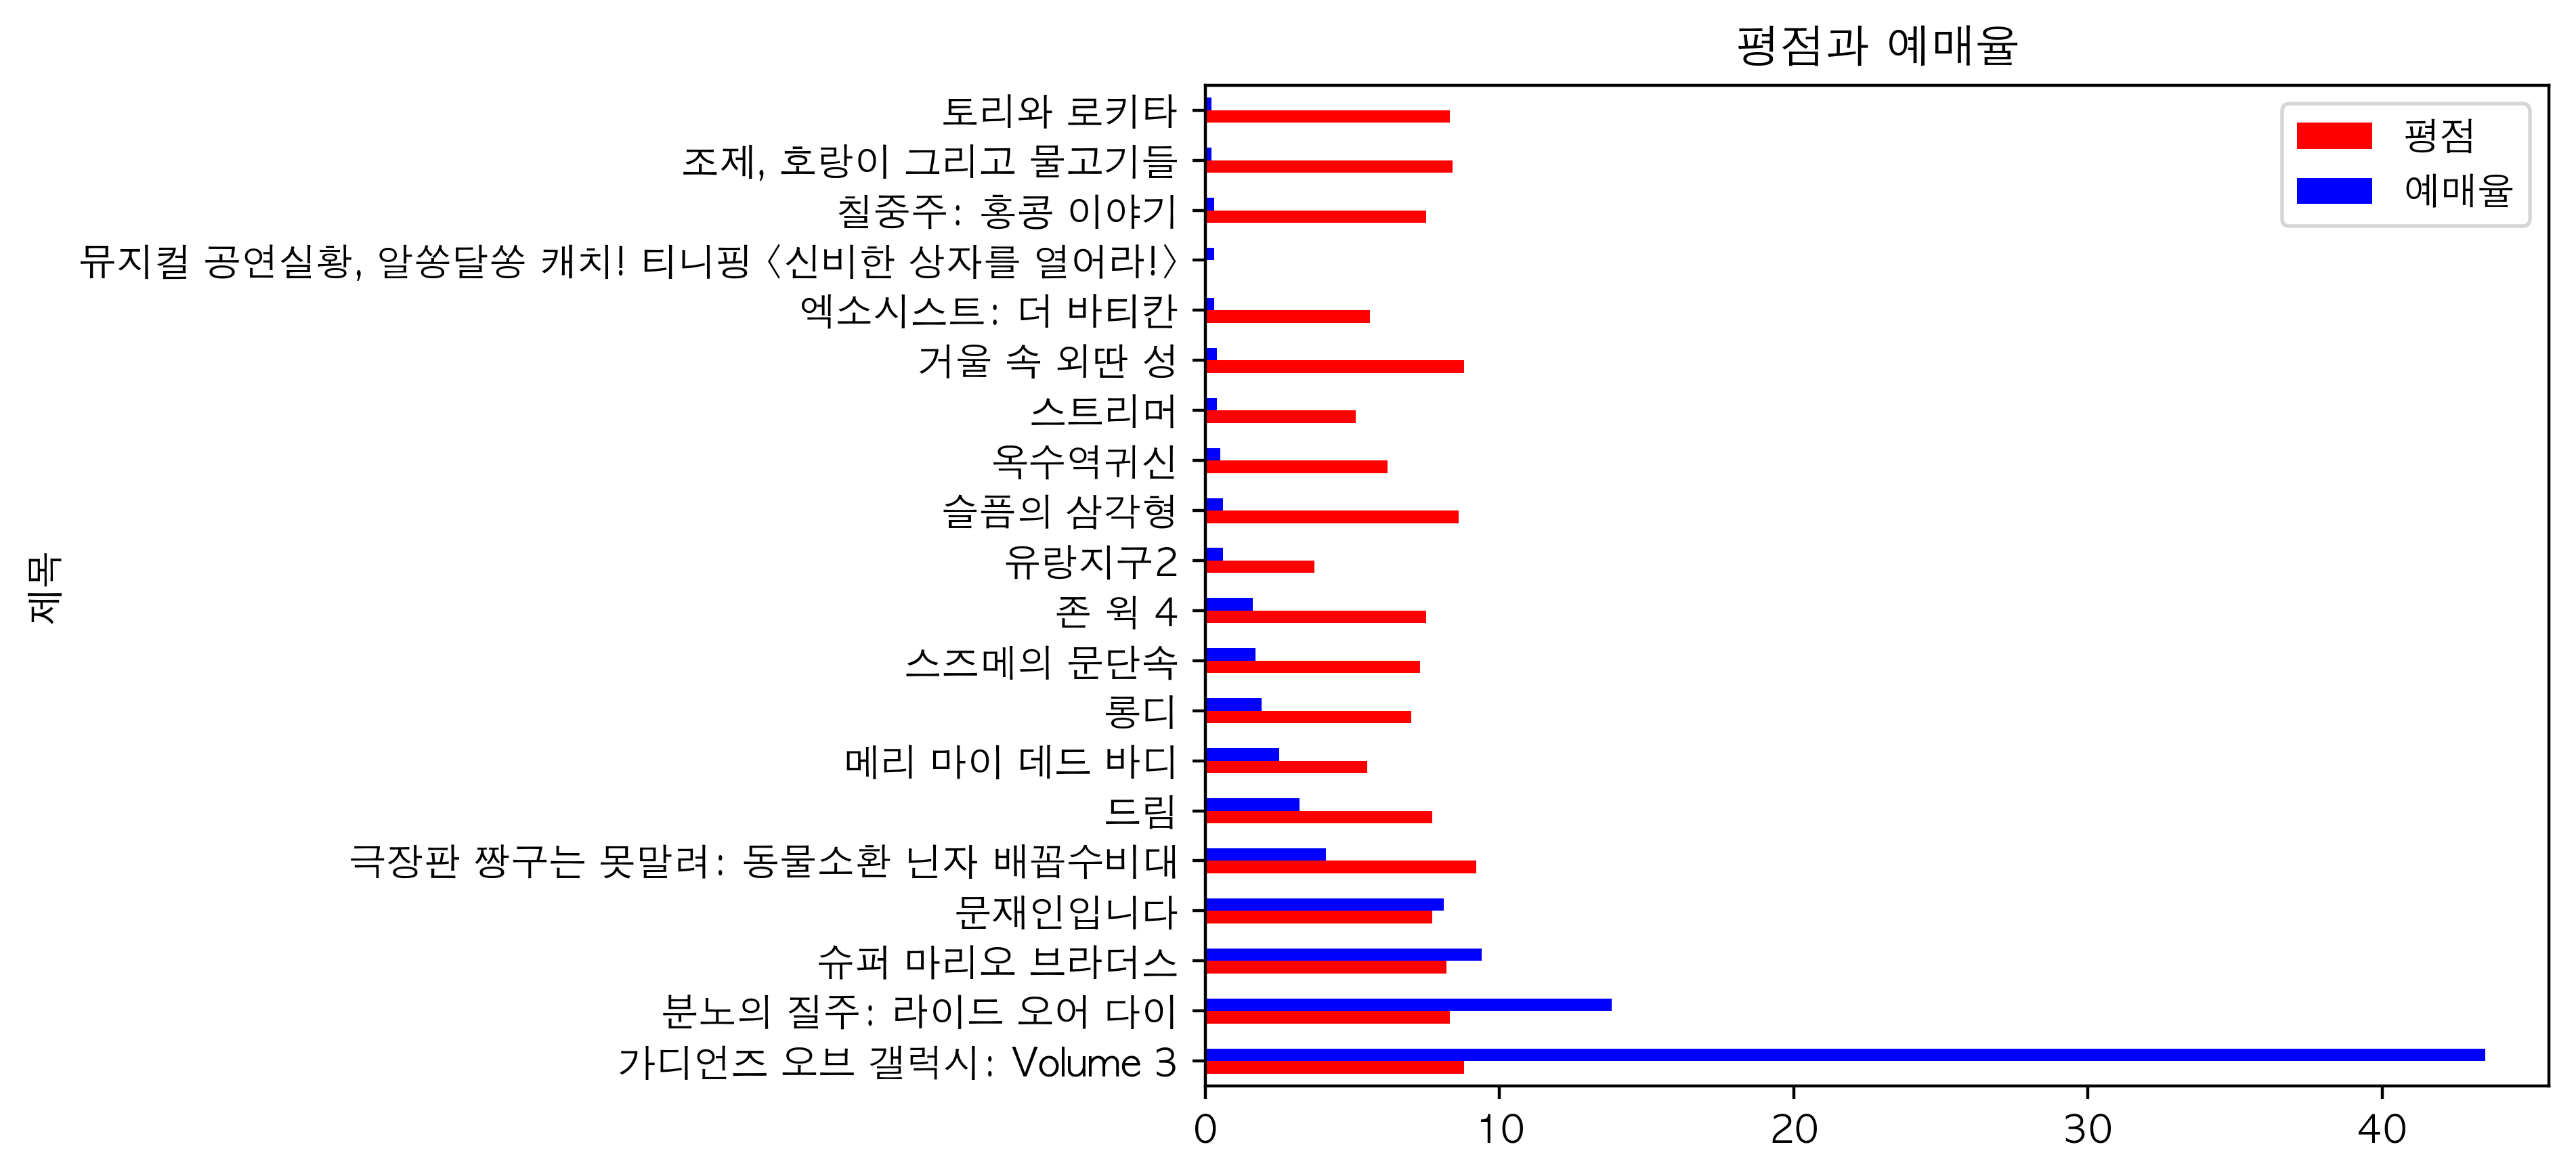 평점과 예매율
평점
예매율
토리와 로키타
조제, 호랑이 그리고 물고기들
칠중주: 홍콩 이야기
뮤지컬 공연실황, 알쏭달쏭 캐치! 티니핑 〈신비한 상자를 열어라!〉
엑소시스트: 더 바티칸
거울 속 외딴 성
스트리머
옥수역귀신
슬픔의 삼각형
유랑지구2
존 윅 4
스즈메의 문단속
롱디
메리 마이 데드 바디
드림
극장판 짱구는 못말려: 동물소환 닌자 배꼽수비대
문재인입니다
슈퍼 마리오 브라더스
분노의 질주: 라이드 오어 다이
가디언즈 오브 갤럭시: Volume 3
제목
0 10 20 30 40